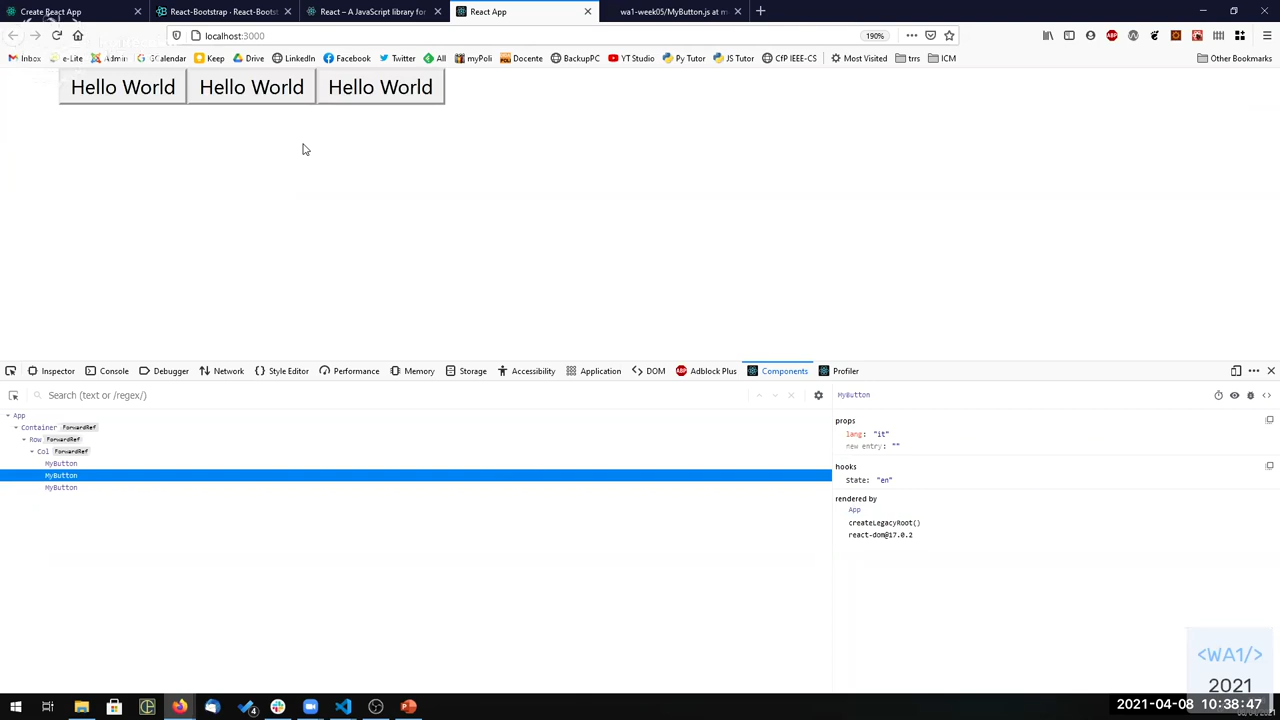 Create React App
React-Bootstrap · React-Bootst
React – A JavaScript library for
React App
wa1-week05/MyButton.js at m
localhost:3000
190%
Inbox
e-Lite
Admin
GCalendar
Keep
Drive
LinkedIn
Facebook
Twitter
All
myPoli
Docente
BackupPC
YT Studio
Py Tutor
JS Tutor
CfP IEEE-CS
Most Visited
trrs
ICM
Other Bookmarks
Hello World
Hello World
Hello World
Inspector
Console
Debugger
Network
Style Editor
Performance
Memory
Storage
Accessibility
Application
DOM
Adblock Plus
Components
Profiler
Search (text or /regex/)
MyButton
App
Container ForwardRef
Row ForwardRef
Col ForwardRef
MyButton
MyButton
MyButton
props
lang: "it"
new entry: ""
hooks
State: "en"
rendered by
App
createLegacyRoot()
react-dom@17.0.2
<WA1/>
2021
2021-04-08 10:38:47